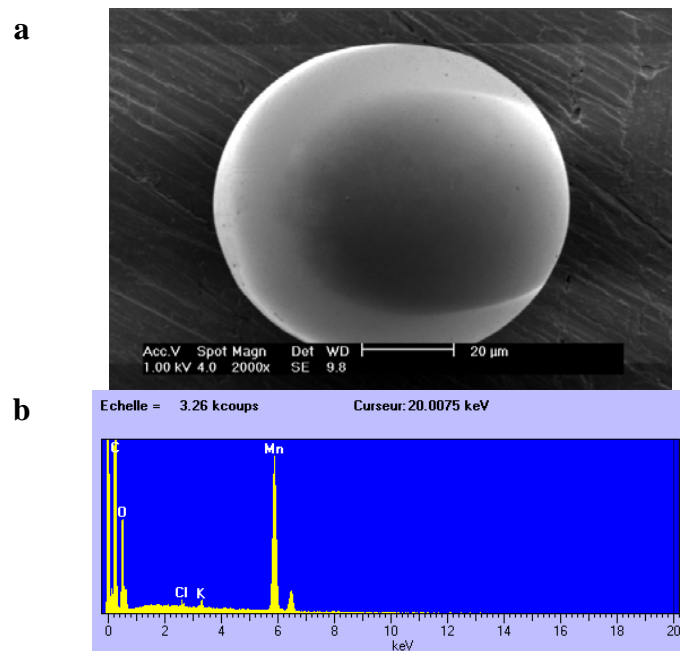 a
Acc.V Spot Magn Det WD 20 µm
1.00 kV 4.0 2000x SE 9.8
b
Echelle = 3.26 kcoups Curseur: 20.0075 keV
C
Mn
O
Cl K
0 2 4 6 8 10 12 14 16 18 20
keV